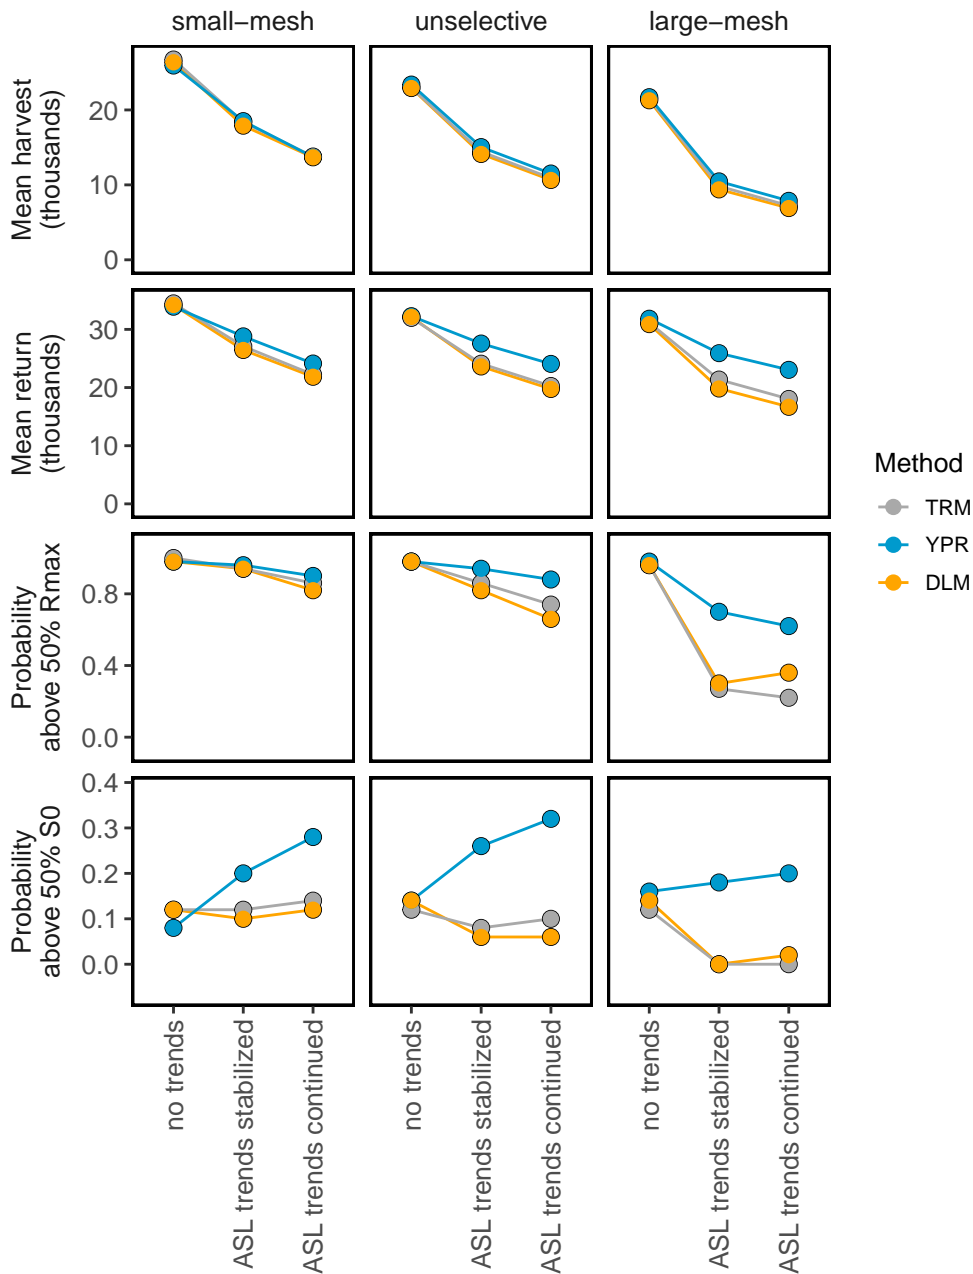 small−mesh
unselective
large−mesh
Mean harvest
(thousands)
20
10
0
Mean return
(thousands)
30
20
10
0
Probability
above 50% Rmax
0.8
0.4
0.0
Probability
above 50% S0
0.4
0.3
0.2
0.1
0.0
no trends
ASL trends stabilized
ASL trends continued
no trends
ASL trends stabilized
ASL trends continued
no trends
ASL trends stabilized
ASL trends continued
Method
TRM
YPR
DLM